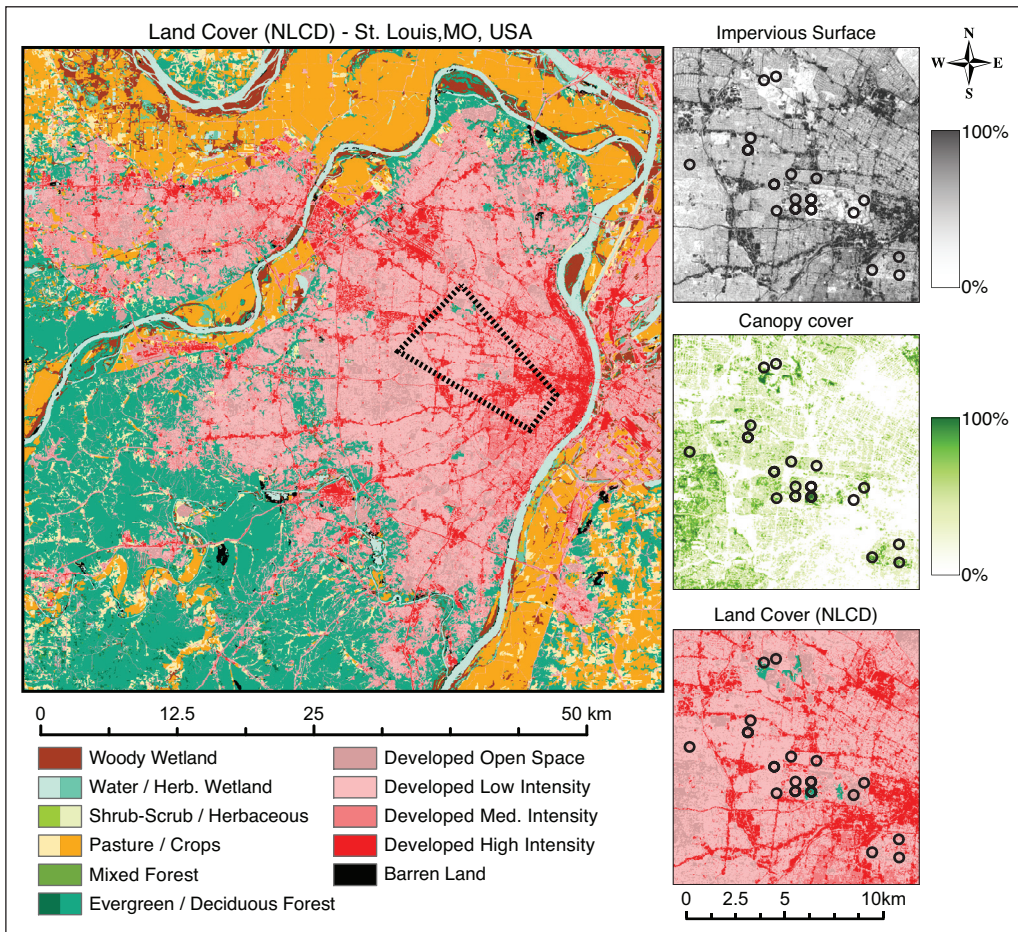 Land Cover (NLCD) - St. Louis,MO, USA
0 12.5 25 50 km
Woody Wetland
Water / Herb. Wetland
Shrub-Scrub / Herbaceous
Pasture / Crops
Mixed Forest
Evergreen / Deciduous Forest
Developed Open Space
Developed Low Intensity
Developed Med. Intensity
Developed High Intensity
Barren Land
Impervious Surface
N
W E
S
100%
0%
Canopy cover
100%
0%
Land Cover (NLCD)
0 2.5 5 10km